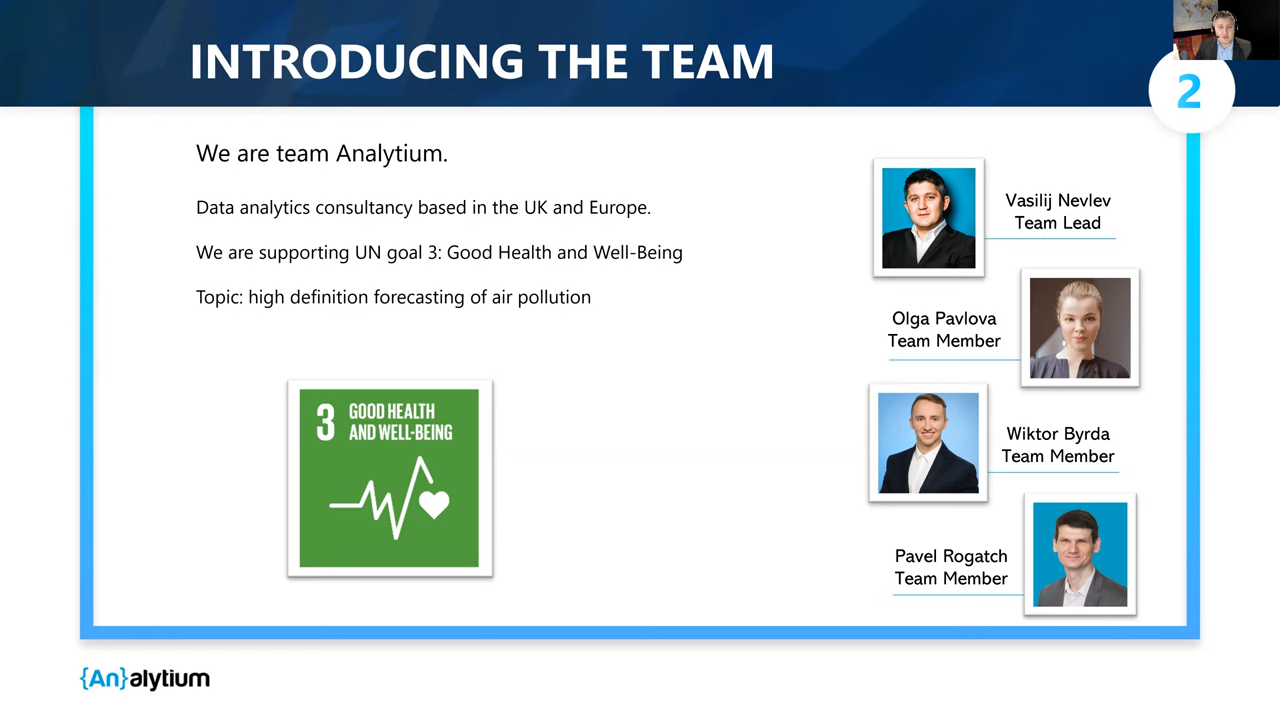 INTRODUCING THE TEAM
2
We are team Analytium.
Data analytics consultancy based in the UK and Europe.
We are supporting UN goal 3: Good Health and Well-Being
Topic: high definition forecasting of air pollution
3 GOOD HEALTH
AND WELL-BEING
Vasilij Nevlev
Team Lead
Olga Pavlova
Team Member
Wiktor Byrda
Team Member
Pavel Rogatch
Team Member
{An}alytium